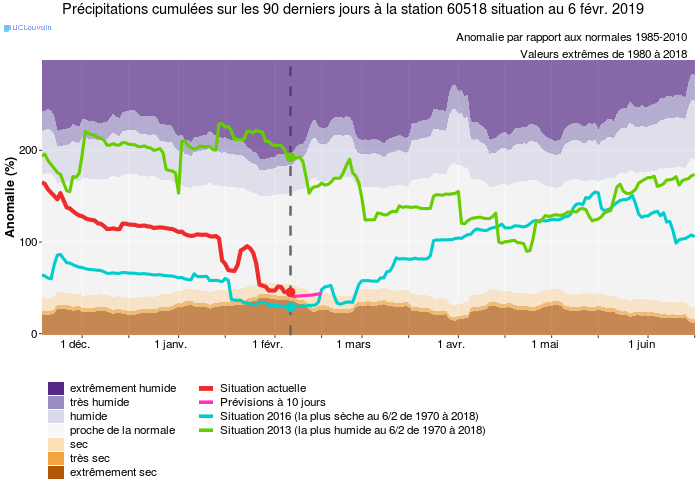 Précipitations cumulées sur les 90 derniers jours à la station 60518 situation au 6 févr. 2019
UCLouvain
Anomalie par rapport aux normales 1985-2010
Valeurs extrêmes de 1980 à 2018
Anomalie (%)
200
100
0
1 déc.
1 janv.
1 févr.
1 mars
1 avr.
1 mai
1 juin
extrêmement humide
très humide
humide
proche de la normale
sec
très sec
extrêmement sec
Situation actuelle
Prévisions à 10 jours
Situation 2016 (la plus sèche au 6/2 de 1970 à 2018)
Situation 2013 (la plus humide au 6/2 de 1970 à 2018)